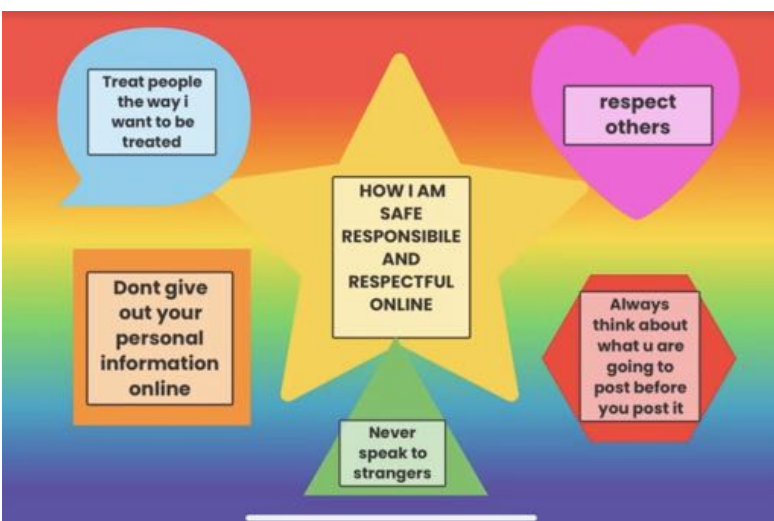 Treat people
the way i
want to be
treated
HOW I AM
SAFE
RESPONSIBILE
AND
RESPECTFUL
ONLINE
respect
others
Dont give
out your
personal
information
online
Never
speak to
strangers
Always
think about
what u are
going to
post before
you post it